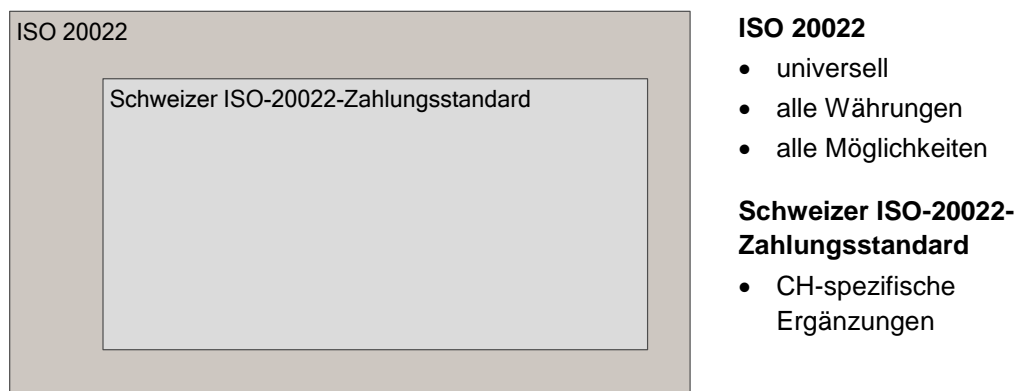 ISO 20022
Schweizer ISO-20022-Zahlungsstandard
ISO 20022
• universell
• alle Währungen
• alle Möglichkeiten
Schweizer ISO-20022-
Zahlungsstandard
• CH-spezifische
Ergänzungen